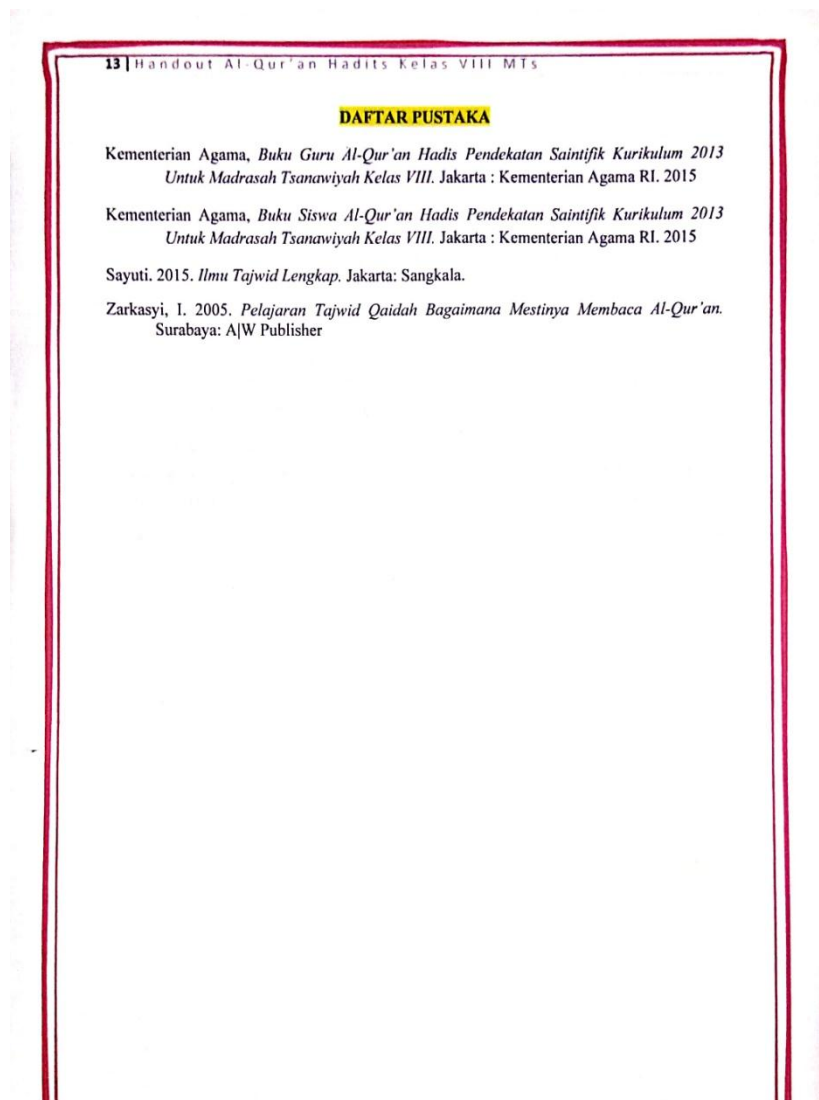 13 | Handout Al-Qur'an Hadits Kelas VIII MTs
DAFTAR PUSTAKA
Kementerian Agama, Buku Guru Al-Qur'an Hadis Pendekatan Saintifik Kurikulum 2013
Untuk Madrasah Tsanawiyah Kelas VIII. Jakarta : Kementerian Agama RI. 2015
Kementerian Agama, Buku Siswa Al-Qur'an Hadis Pendekatan Saintifik Kurikulum 2013
Untuk Madrasah Tsanawiyah Kelas VIII. Jakarta : Kementerian Agama RI. 2015
Sayuti. 2015. Ilmu Tajwid Lengkap. Jakarta: Sangkala.
Zarkasyi, I. 2005. Pelajaran Tajwid Qaidah Bagaimana Mestinya Membaca Al-Qur'an.
Surabaya: A|W Publisher